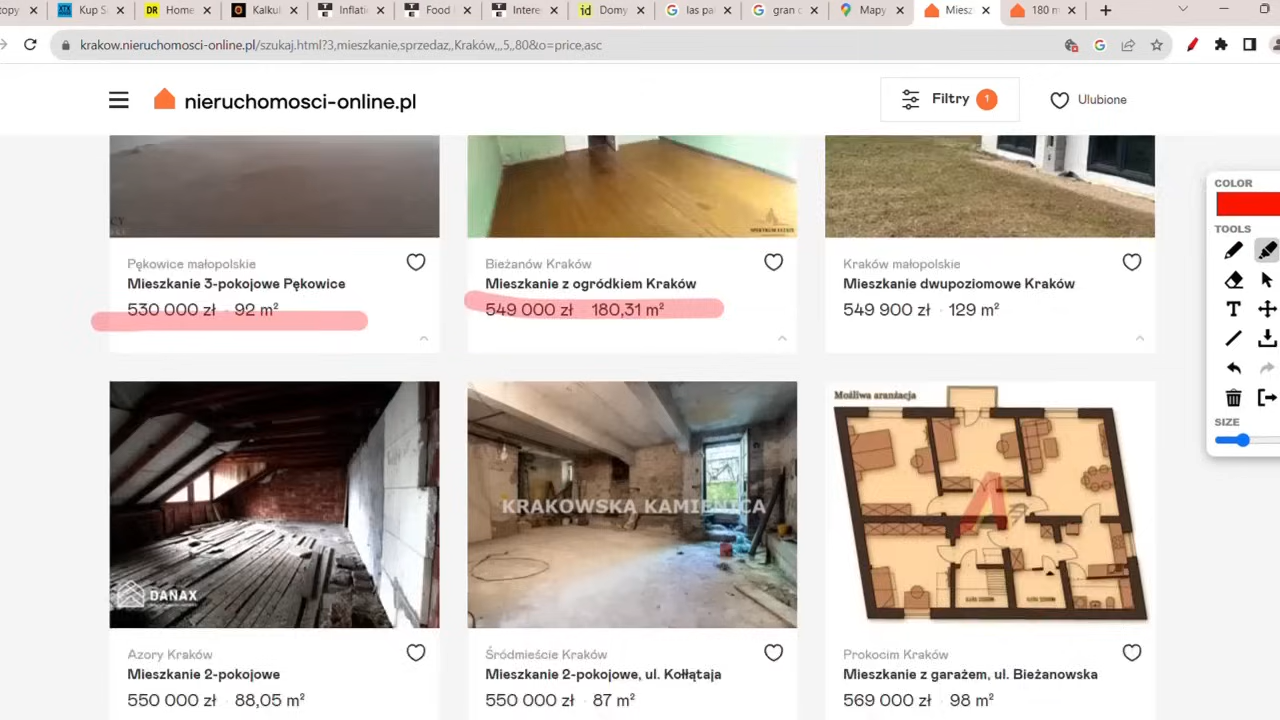 Kup S
DR
Home
Kalkul
Inflati
Food
Intere
id
Domy
las pa
gran c
Mapy
Miesz
180 m
krakow.nieruchomosci-online.pl/szukaj.html?3,mieszkanie,sprzedaz,,Kraków,,,5,,80&o=price,asc
nieruchomosci-online.pl
Filtry 1
Ulubione
COLOR
TOOLS
T
SIZE
Pękowice małopolskie
Mieszkanie 3-pokojowe Pękowice
530 000 zł · 92 m²
Bieżanów Kraków
Mieszkanie z ogródkiem Kraków
549 000 zł · 180,31 m²
Kraków małopolskie
Mieszkanie dwupoziomowe Kraków
549 900 zł · 129 m²
DANAX
KRAKOWSKA KAMIENICA
Możliwa aranżacja
Azory Kraków
Mieszkanie 2-pokojowe
550 000 zł · 88,05 m²
Śródmieście Kraków
Mieszkanie 2-pokojowe, ul. Kołłątaja
550 000 zł · 87 m²
Prokocim Kraków
Mieszkanie z garażem, ul. Bieżanowska
569 000 zł · 98 m²